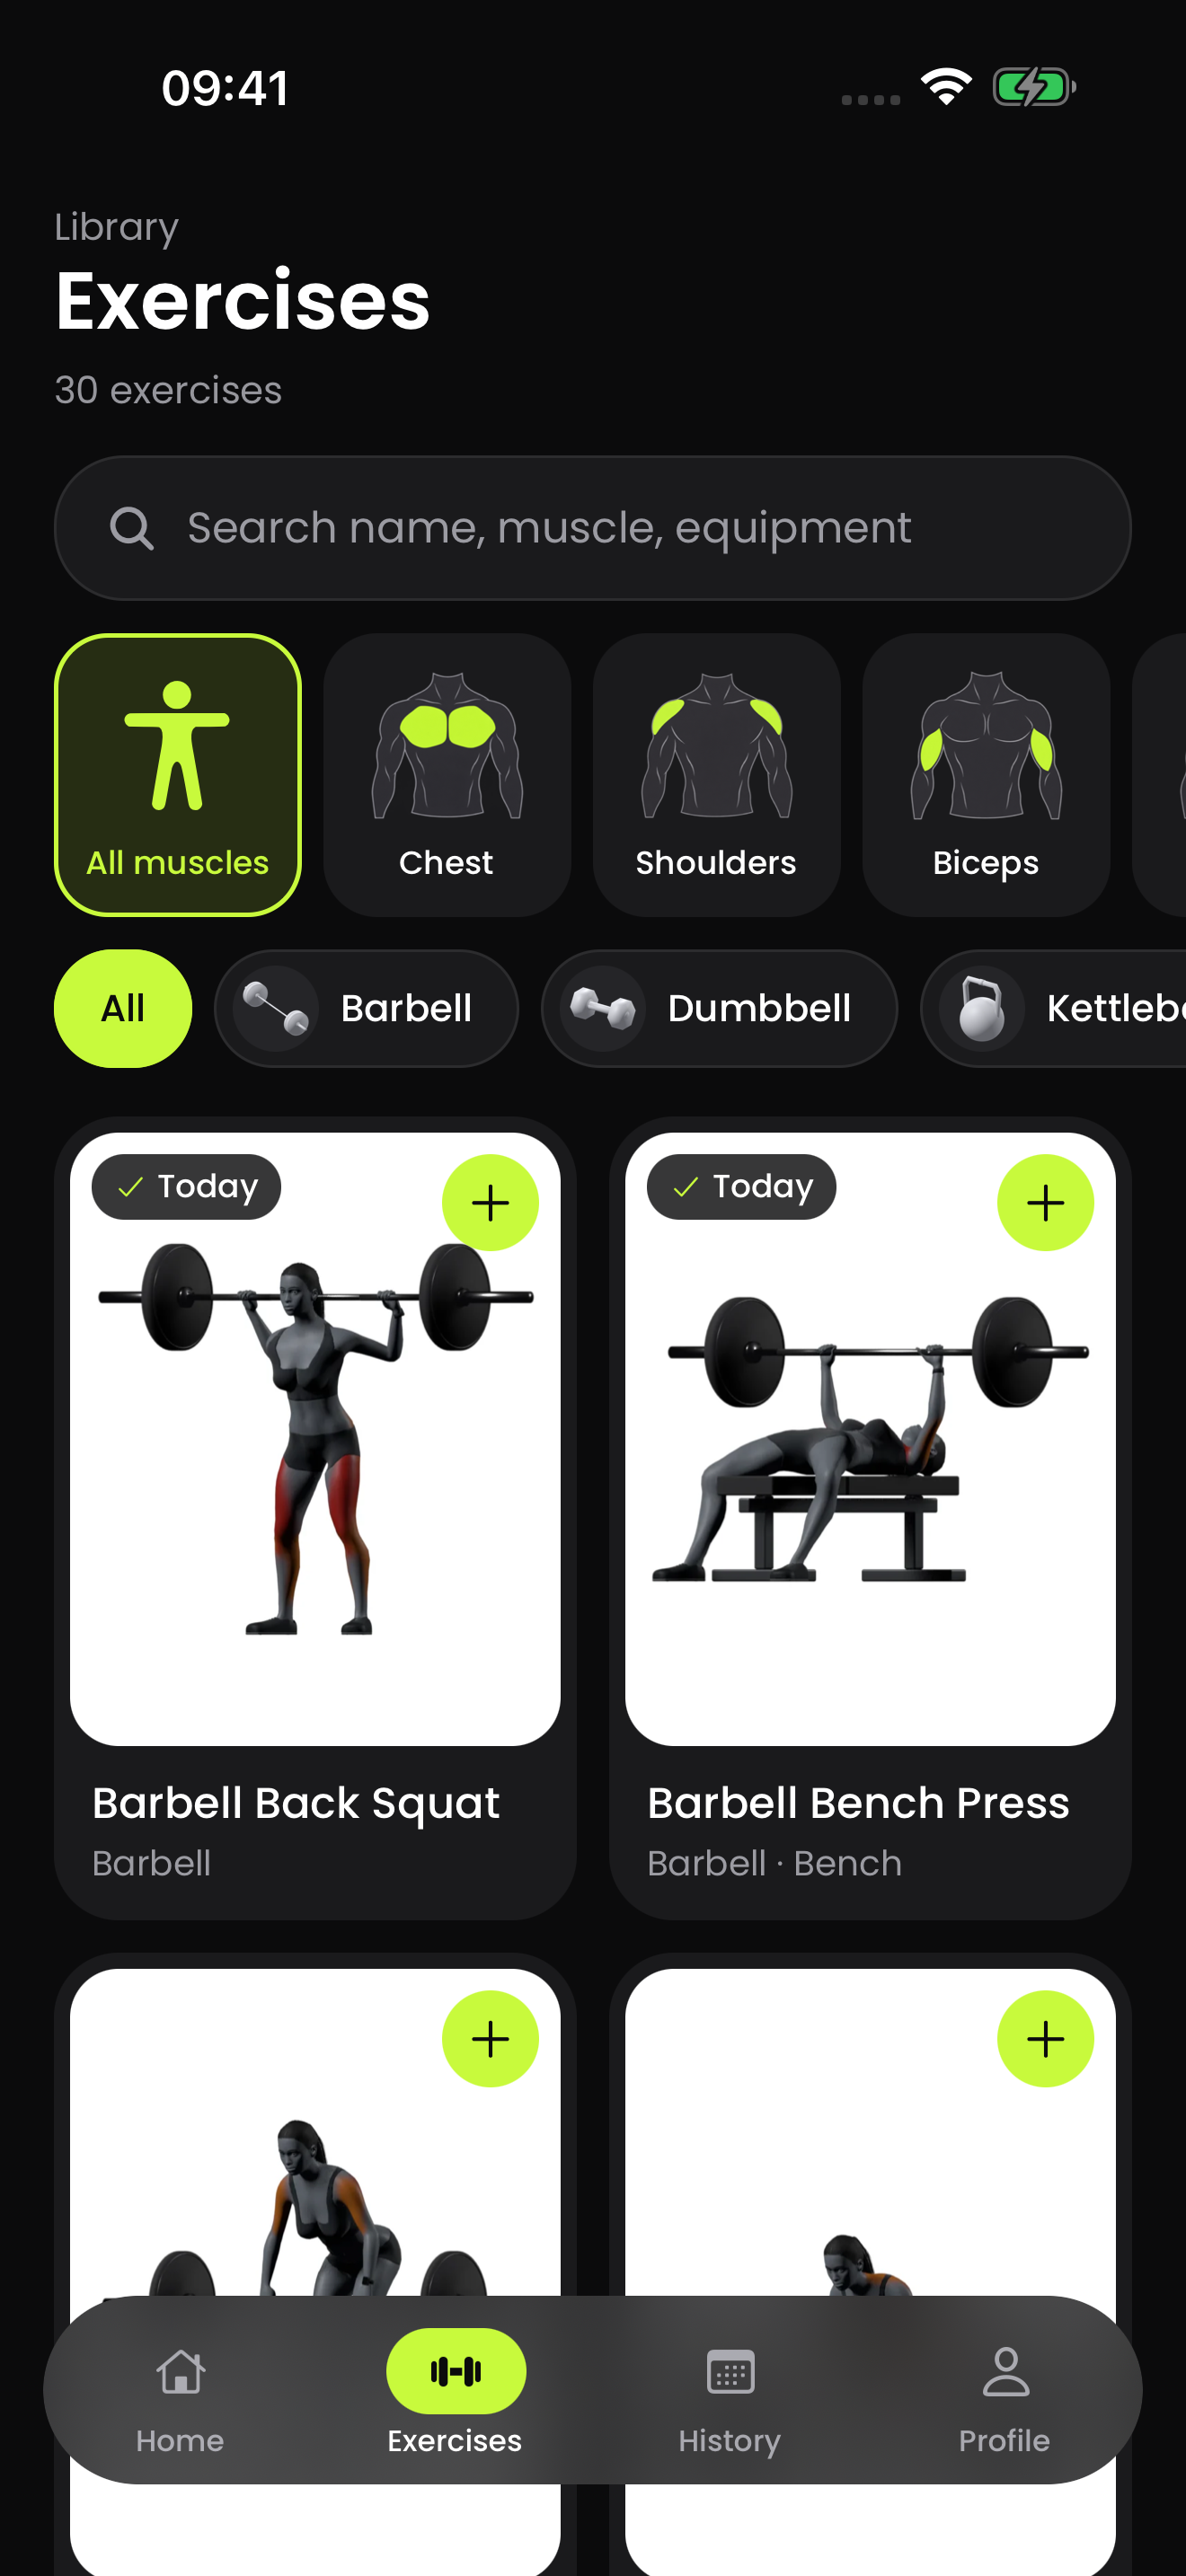 09:41
Library
Exercises
30 exercises
Search name, muscle, equipment
All muscles
Chest
Shoulders
Biceps
All
Barbell
Dumbbell
Today
Today
Barbell Back Squat
Barbell
Barbell Bench Press
Barbell · Bench
Home
Exercises
History
Profile